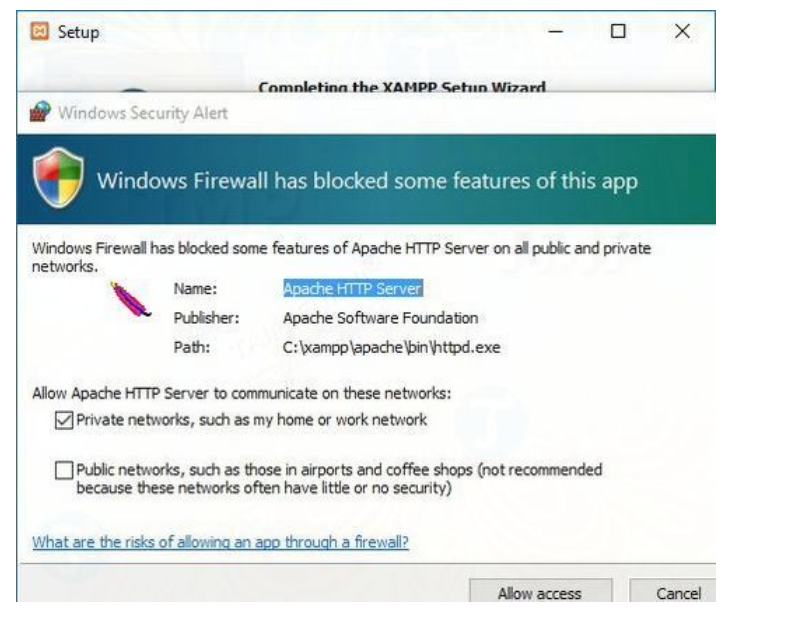 Setup
Completing the XAMPP Setup Wizard
Windows Security Alert
Windows Firewall has blocked some features of this app
Windows Firewall has blocked some features of Apache HTTP Server on all public and private
networks.
Name: Apache HTTP Server
Publisher: Apache Software Foundation
Path: C:\xampp\apache\bin\httpd.exe
Allow Apache HTTP Server to communicate on these networks:
Private networks, such as my home or work network
Public networks, such as those in airports and coffee shops (not recommended
because these networks often have little or no security)
What are the risks of allowing an app through a firewall?
Allow access Cancel